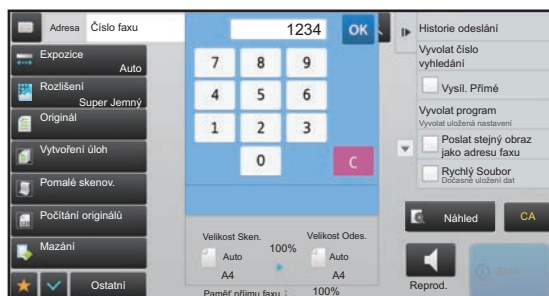 Adresa
Číslo faxu
1234
OK
Historie odeslání
Vyvolat číslo
vyhledání
Vysíl. Přímé
Vyvolat program
Vyvolat uložená nastavení
Poslat stejný obraz
jako adresu faxu
Rychlý Soubor
Dočasné uložení dat
Náhled
CA
Reprod.
Start
Expozice
Auto
Rozlišení
Super Jemný
Originál
Vytvoření úloh
Pomalé skenov.
Počítání originálů
Mazání
Ostatní
7 8 9
4 5 6
1 2 3
0 C
Velikost Sken.
100%
Velikost Odes.
Auto
A4
Auto
A4
Paměť příjmu faxu : 100%